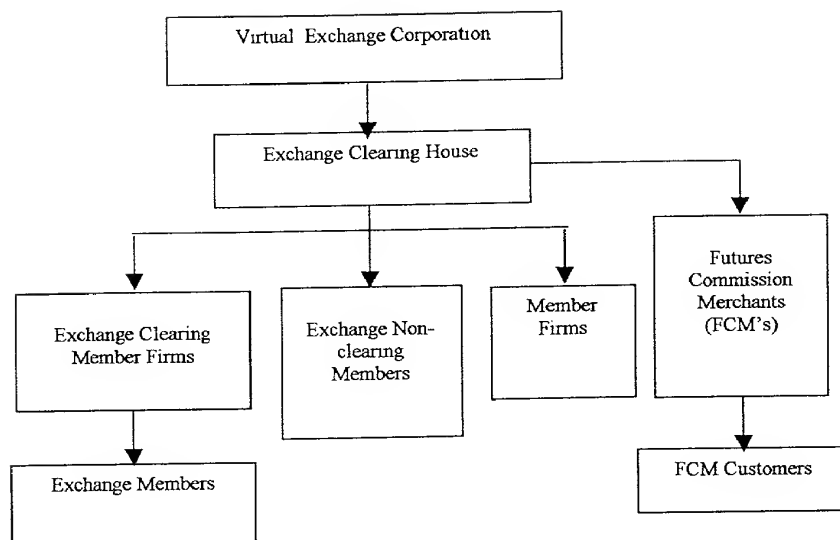 Virtual Exchange Corporation
Exchange Clearing House
Exchange Clearing
Member Firms
Exchange Non-
clearing
Members
Member
Firms
Futures
Commission
Merchants
(FCM's)
Exchange Members
FCM Customers